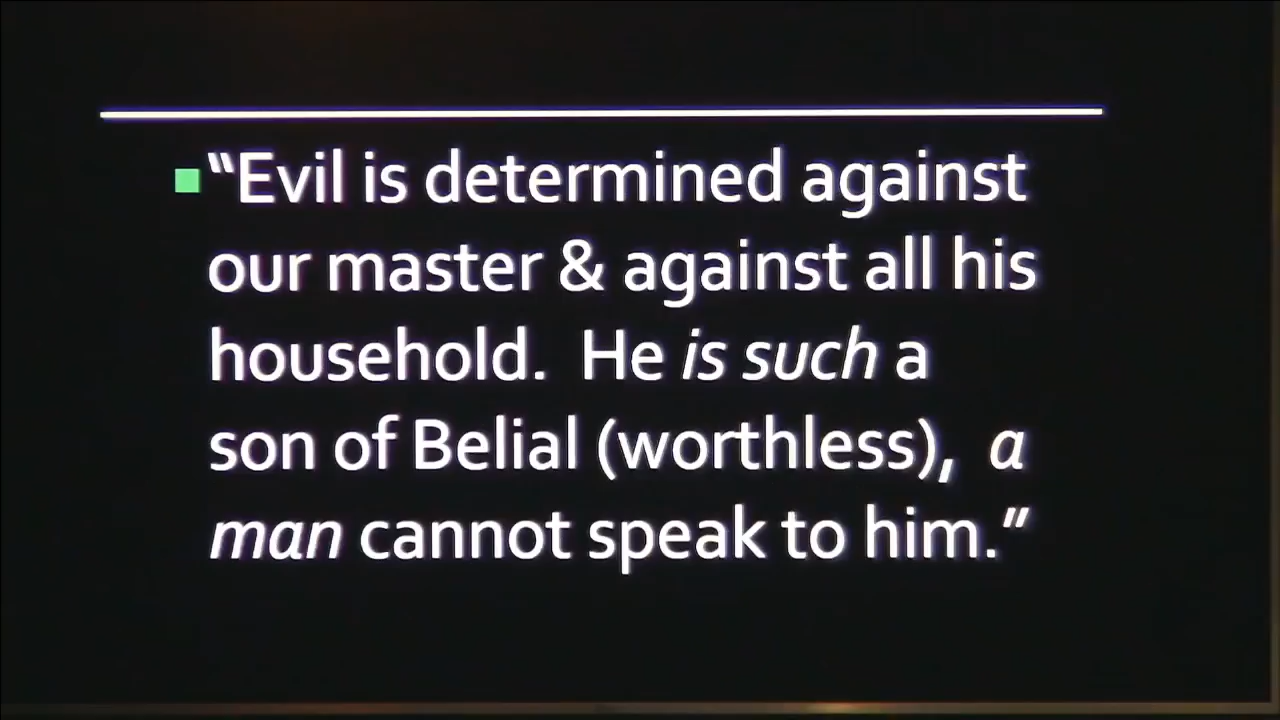 “Evil is determined against
our master & against all his
household.  He is such a
son of Belial (worthless),  a
man cannot speak to him.”